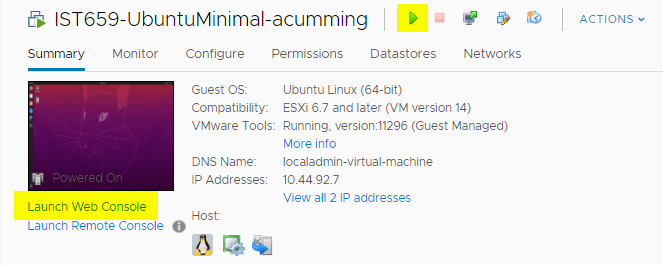 IST659-UbuntuMinimal-acumming
ACTIONS
Summary Monitor Configure Permissions Datastores Networks
Powered On
Launch Web Console
Launch Remote Console
Guest OS: Ubuntu Linux (64-bit)
Compatibility: ESXi 6.7 and later (VM version 14)
VMware Tools: Running, version:11296 (Guest Managed)
More info
DNS Name: localadmin-virtual-machine
IP Addresses: 10.44.92.7
View all 2 IP addresses
Host: